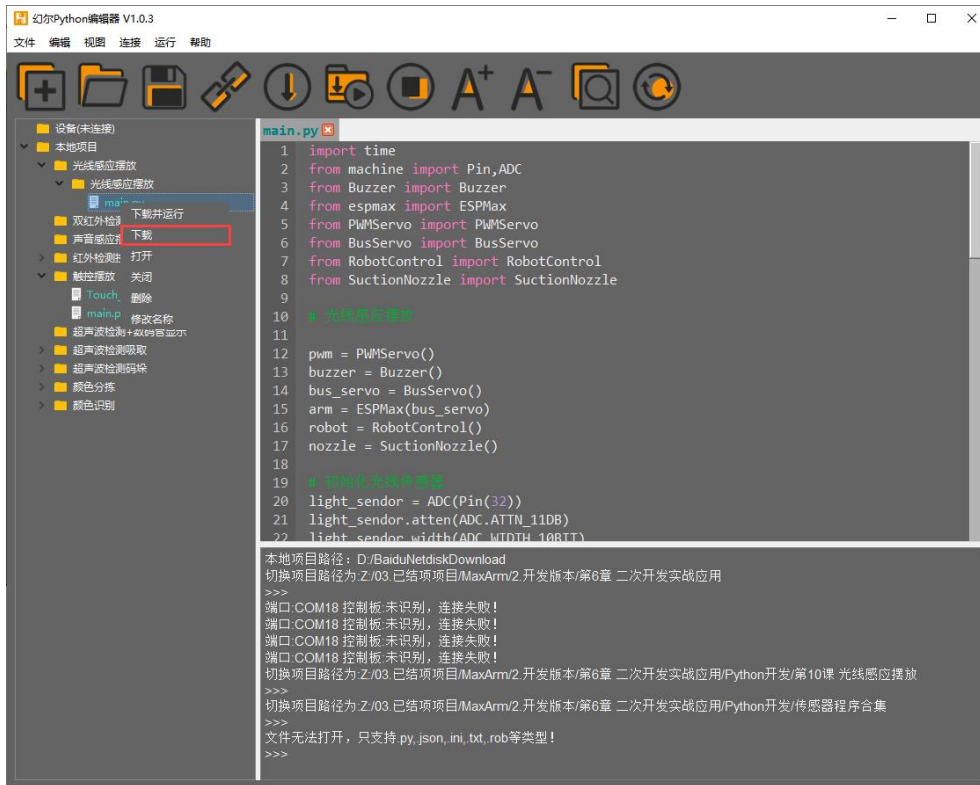 幻尔Python编辑器 V1.0.3
文件 编辑 视图 连接 运行 帮助
设备(未连接)
本地项目
光线感应摆放
光线感应摆放
main.py
双红外检测
声音感应
红外检测
触控摆放
Touch_
main.p
超声波检测+数码管显示
超声波检测吸取
超声波检测码垛
颜色分拣
颜色识别
下载并运行
下载
打开
关闭
删除
修改名称
main.py
1 import time
2 from machine import Pin,ADC
3 from Buzzer import Buzzer
4 from espmax import ESPMax
5 from PWMServo import PWMServo
6 from BusServo import BusServo
7 from RobotControl import RobotControl
8 from SuctionNozzle import SuctionNozzle
9
10 # 光线感应摆放
11
12 pwm = PWMServo()
13 buzzer = Buzzer()
14 bus_servo = BusServo()
15 arm = ESPMax(bus_servo)
16 robot = RobotControl()
17 nozzle = SuctionNozzle()
18
19 # 初始化光线传感器
20 light_sendor = ADC(Pin(32))
21 light_sendor.atten(ADC.ATTN_11DB)
22 light_sendor.width(ADC.WIDTH_10BIT)
本地项目路径：D:/BaiduNetdiskDownload
切换项目路径为:Z:/03.已结项项目/MaxArm/2.开发版本/第6章 二次开发实战应用
>>>
端口:COM18 控制板:未识别，连接失败！
端口:COM18 控制板:未识别，连接失败！
端口:COM18 控制板:未识别，连接失败！
端口:COM18 控制板:未识别，连接失败！
切换项目路径为:Z:/03.已结项项目/MaxArm/2.开发版本/第6章 二次开发实战应用/Python开发/第10课 光线感应摆放
>>>
切换项目路径为:Z:/03.已结项项目/MaxArm/2.开发版本/第6章 二次开发实战应用/Python开发/传感器程序合集
>>>
文件无法打开，只支持.py,.json,.ini,.txt,.rob等类型！
>>>